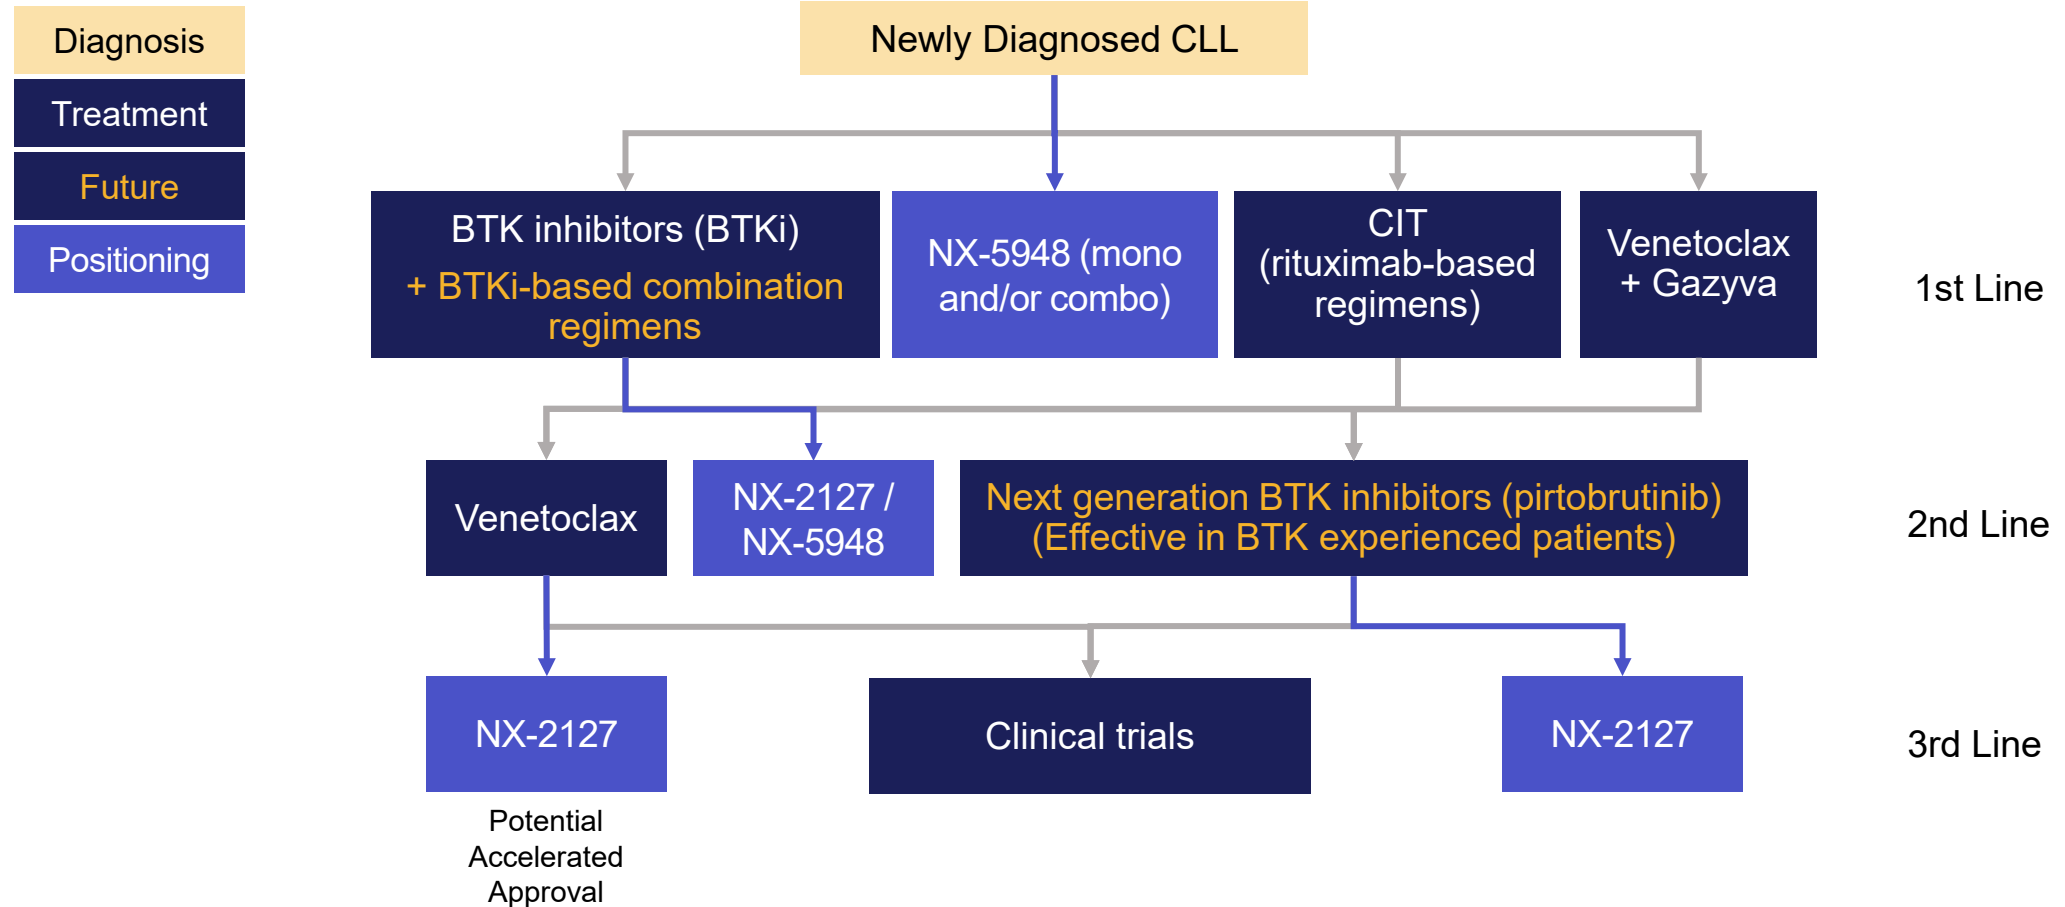 Diagnosis
Treatment
Future
Positioning
Newly Diagnosed CLL
BTK inhibitors (BTKi)
+ BTKi-based combination
regimens
NX-5948 (mono
and/or combo)
CIT
(rituximab-based
regimens)
Venetoclax
+ Gazyva
1st Line
Venetoclax
NX-2127 /
NX-5948
Next generation BTK inhibitors (pirtobrutinib)
(Effective in BTK experienced patients)
2nd Line
NX-2127
Clinical trials
NX-2127
3rd Line
Potential
Accelerated
Approval